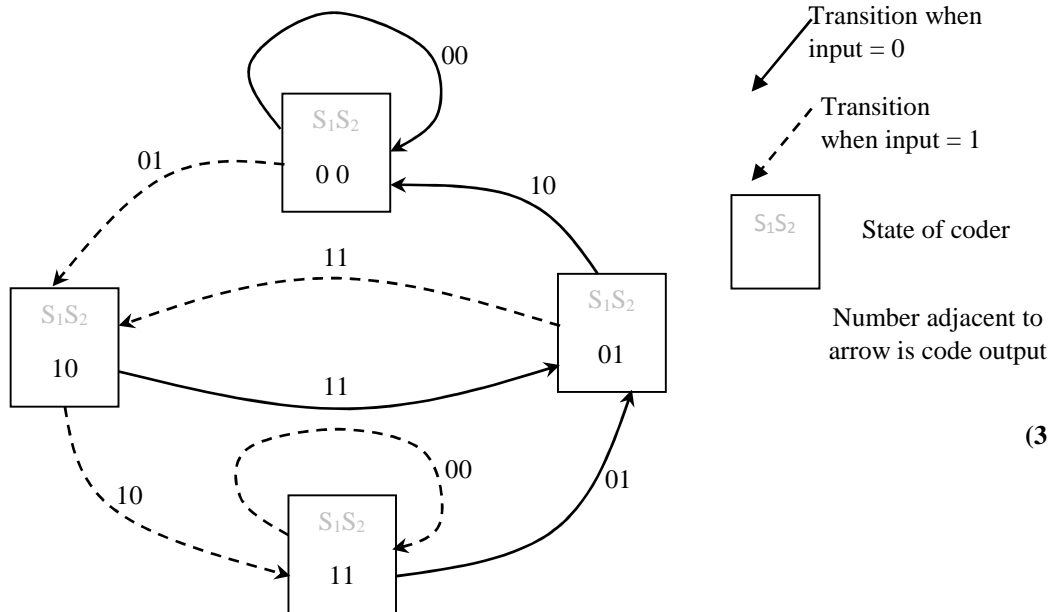 00
S₁S₂
0 0
01
10
11
S₁S₂
10
S₁S₂
01
11
00
10
S₁S₂
11
01
Transition when
input = 0
Transition
when input = 1
S₁S₂
State of coder
Number adjacent to
arrow is code output
(3